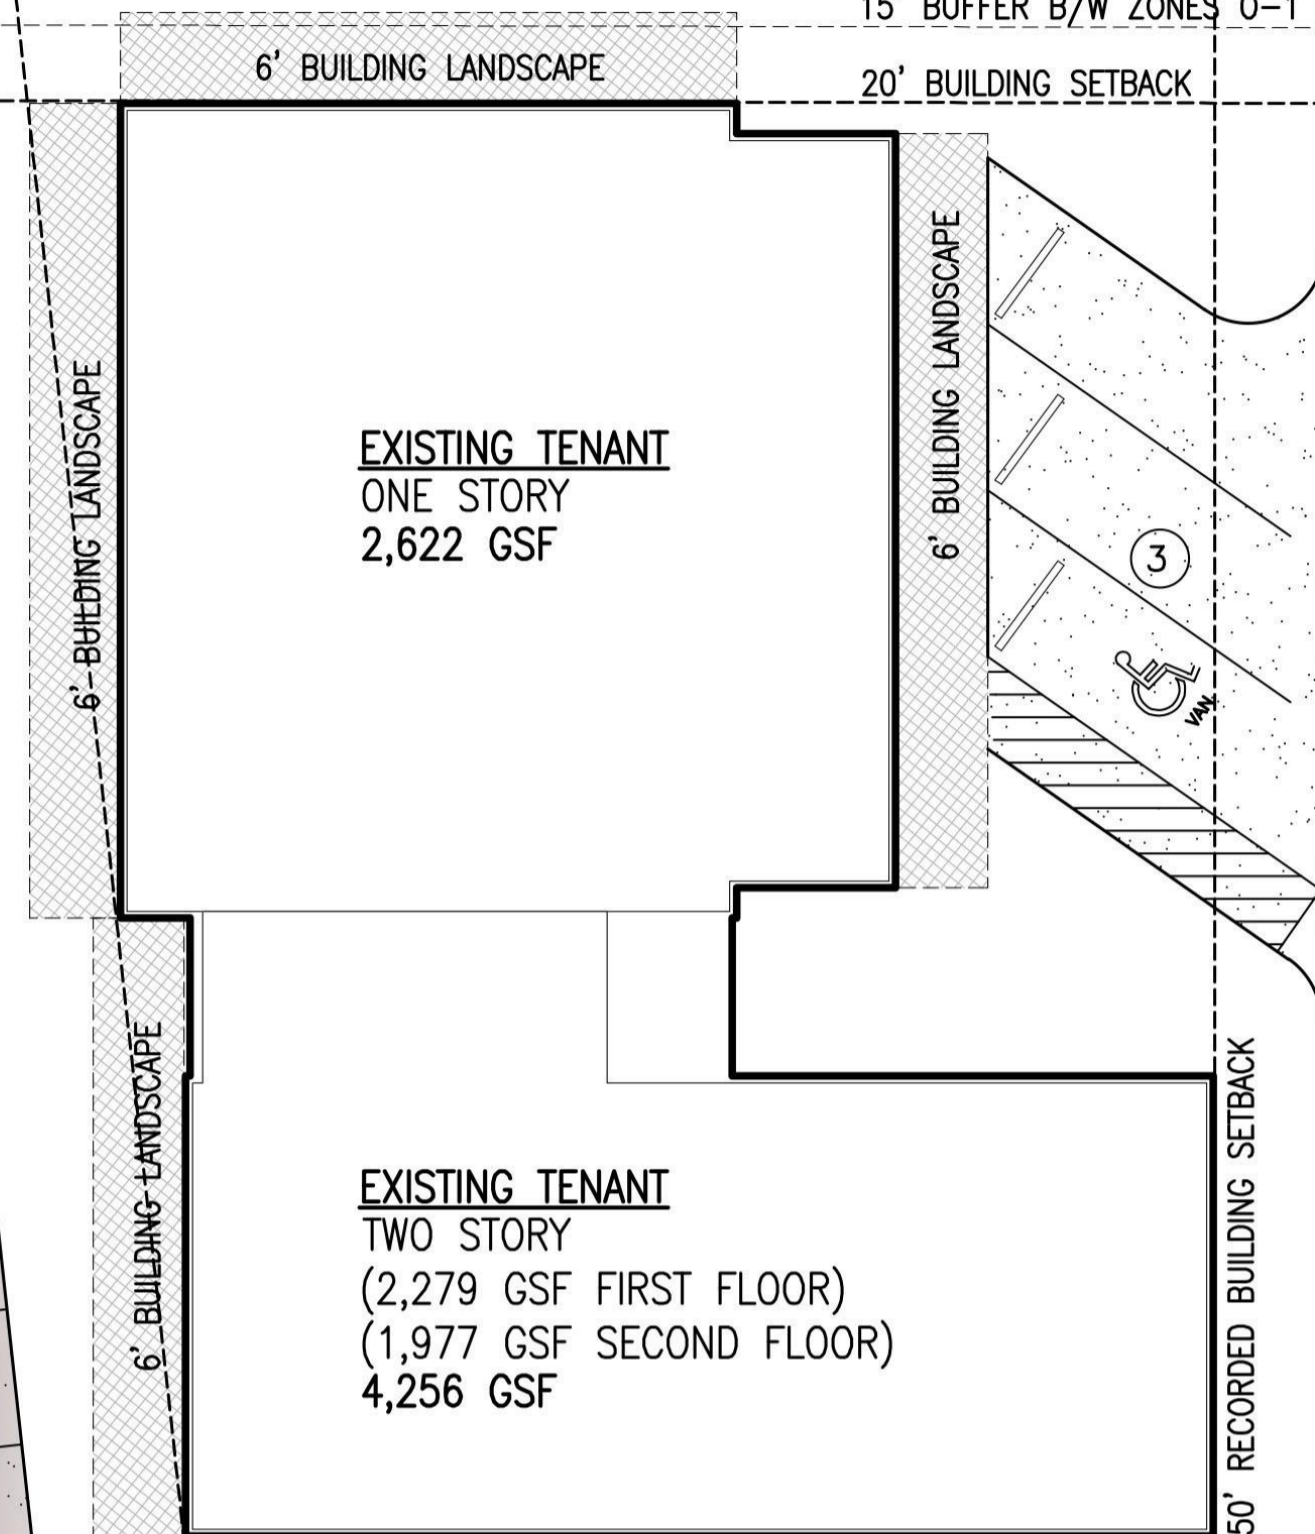 15' BUFFER B/W ZONES O-1
6' BUILDING LANDSCAPE
20' BUILDING SETBACK
6' BUILDING LANDSCAPE
6' BUILDING LANDSCAPE
EXISTING TENANT
ONE STORY
2,622 GSF
3
VAN
6' BUILDING LANDSCAPE
EXISTING TENANT
TWO STORY
(2,279 GSF FIRST FLOOR)
(1,977 GSF SECOND FLOOR)
4,256 GSF
50' RECORDED BUILDING SETBACK